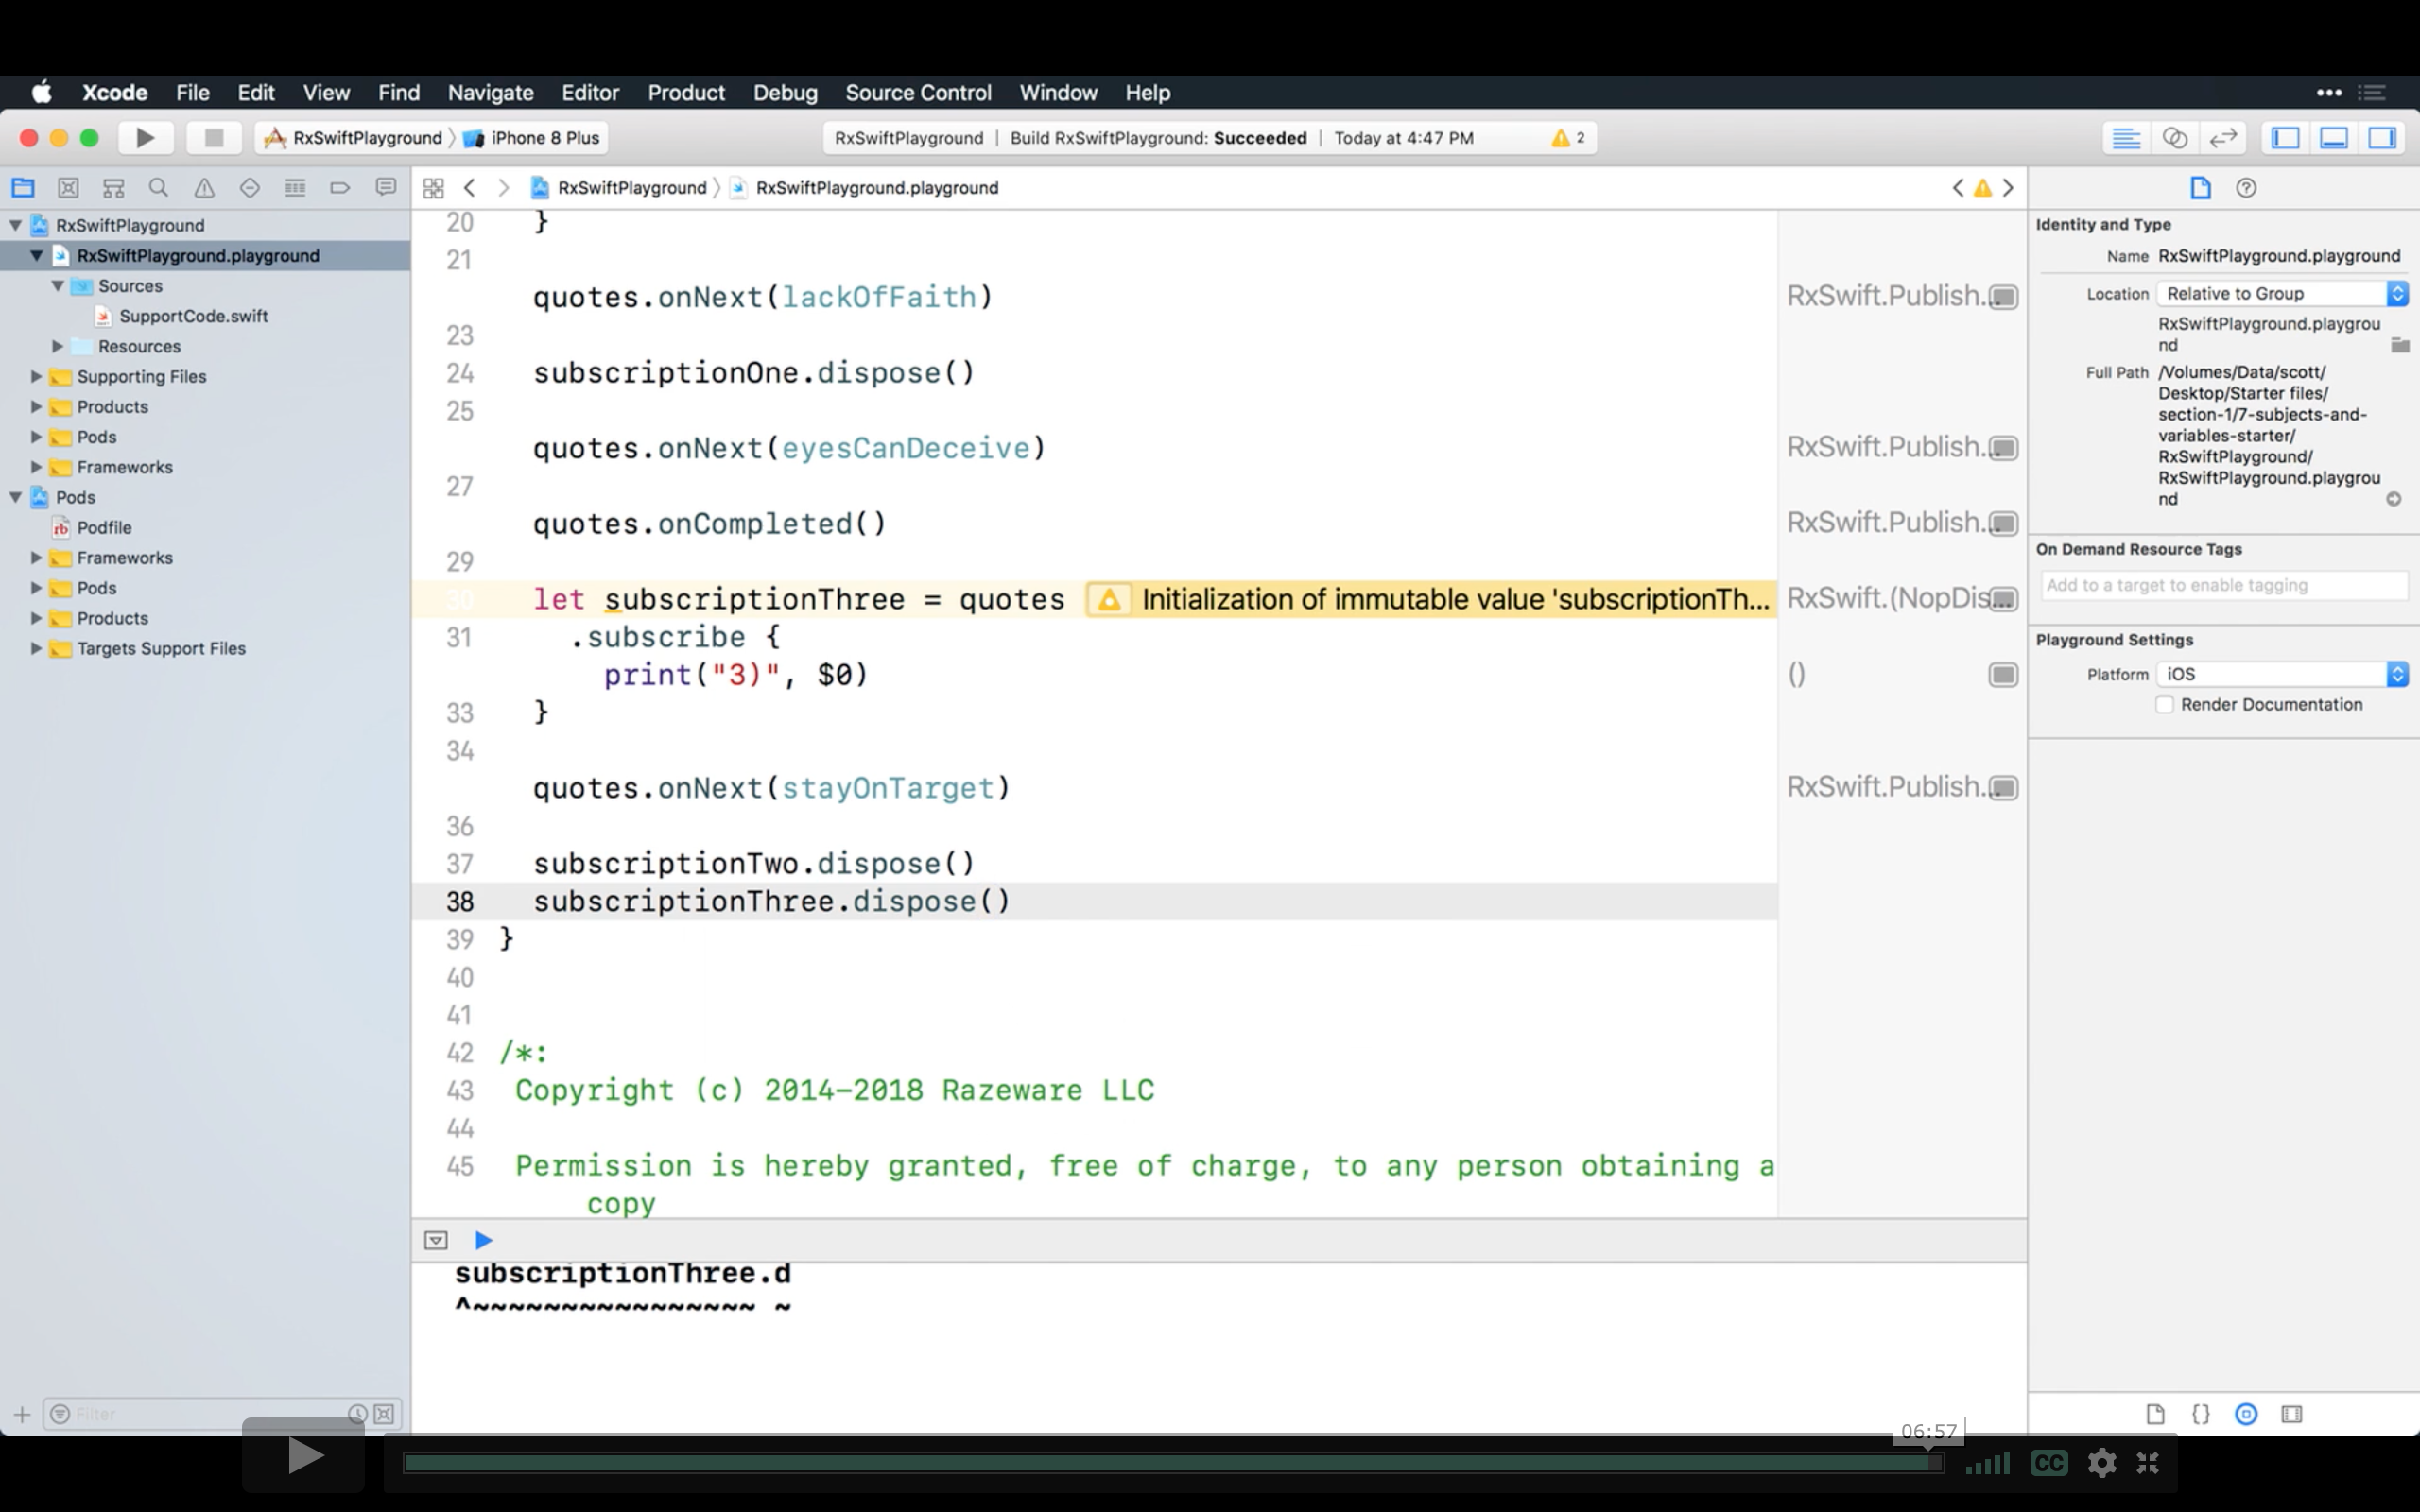 Xcode File Edit View Find Navigate Editor Product Debug Source Control Window Help
RxSwiftPlayground iPhone 8 Plus
RxSwiftPlayground | Build RxSwiftPlayground: Succeeded | Today at 4:47 PM 2
RxSwiftPlayground RxSwiftPlayground.playground
RxSwiftPlayground
RxSwiftPlayground.playground
Sources
SupportCode.swift
Resources
Supporting Files
Products
Pods
Frameworks
Pods
Podfile
Frameworks
Pods
Products
Targets Support Files
Filter
20 }
21
quotes.onNext(lackOfFaith)
23
24 subscriptionOne.dispose()
25
quotes.onNext(eyesCanDeceive)
27
quotes.onCompleted()
29
30 let subscriptionThree = quotes Initialization of immutable value 'subscriptionTh...
31 .subscribe {
print("3)", $0)
33 }
34
quotes.onNext(stayOnTarget)
36
37 subscriptionTwo.dispose()
38 subscriptionThree.dispose()
39 }
40
41
42 /*:
43 Copyright (c) 2014-2018 Razeware LLC
44
45 Permission is hereby granted, free of charge, to any person obtaining a
copy
RxSwift.Publish...
RxSwift.Publish...
RxSwift.Publish...
RxSwift.(NopDis...
()
RxSwift.Publish...
subscriptionThree.d
^~~~~~~~~~~~~~~~~ ~
Identity and Type
Name RxSwiftPlayground.playground
Location Relative to Group
RxSwiftPlayground.playgrou
nd
Full Path /Volumes/Data/scott/
Desktop/Starter files/
section-1/7-subjects-and-
variables-starter/
RxSwiftPlayground/
RxSwiftPlayground.playgrou
nd
On Demand Resource Tags
Add to a target to enable tagging
Playground Settings
Platform iOS
Render Documentation
06:57
CC